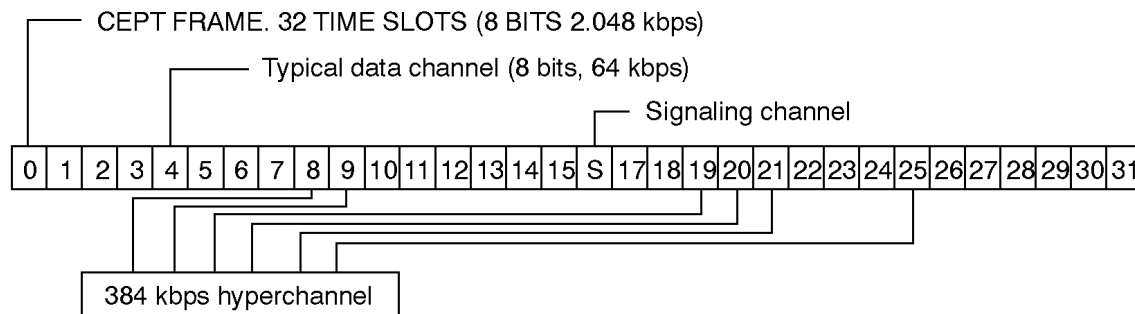 CEPT FRAME. 32 TIME SLOTS (8 BITS 2.048 kbps)
Typical data channel (8 bits, 64 kbps)
Signaling channel
0 1 2 3 4 5 6 7 8 9 10 11 12 13 14 15 S 17 18 19 20 21 22 23 24 25 26 27 28 29 30 31
384 kbps hyperchannel